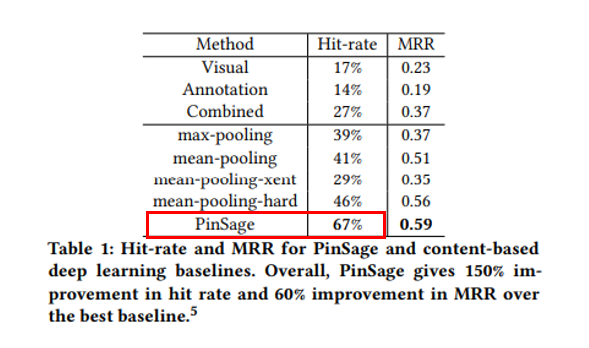 Method Hit-rate MRR
Visual 17% 0.23
Annotation 14% 0.19
Combined 27% 0.37
max-pooling 39% 0.37
mean-pooling 41% 0.51
mean-pooling-xent 29% 0.35
mean-pooling-hard 46% 0.56
PinSage 67% 0.59
Table 1: Hit-rate and MRR for PinSage and content-based
deep learning baselines. Overall, PinSage gives 150% im-
provement in hit rate and 60% improvement in MRR over
the best baseline.5